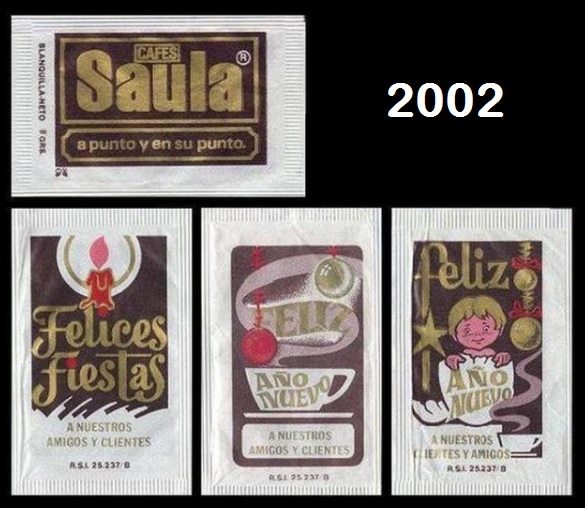 CAFES
Saula®
a punto y en su punto.
BLANQUILLA-NETO 8 GRS.
2002
Felices
Fiestas
A NUESTROS
AMIGOS Y CLIENTES
R.S.I. 25.237/B
FELIZ
AÑO
NUEVO
A NUESTROS
AMIGOS Y CLIENTES
R.S.I. 25.237/B
feliz
AÑO
NUEVO
A NUESTROS
CLIENTES Y AMIGOS
R.S.I. 25.237/B